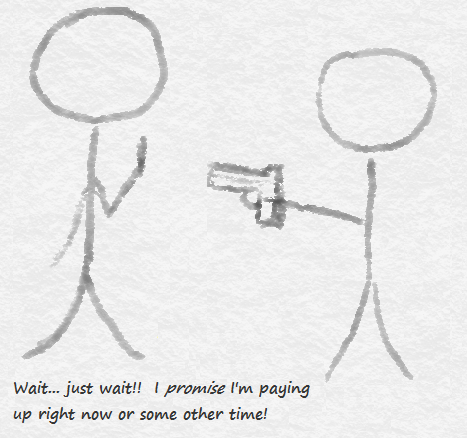 Wait... just wait!! I promise I'm paying
up right now or some other time!